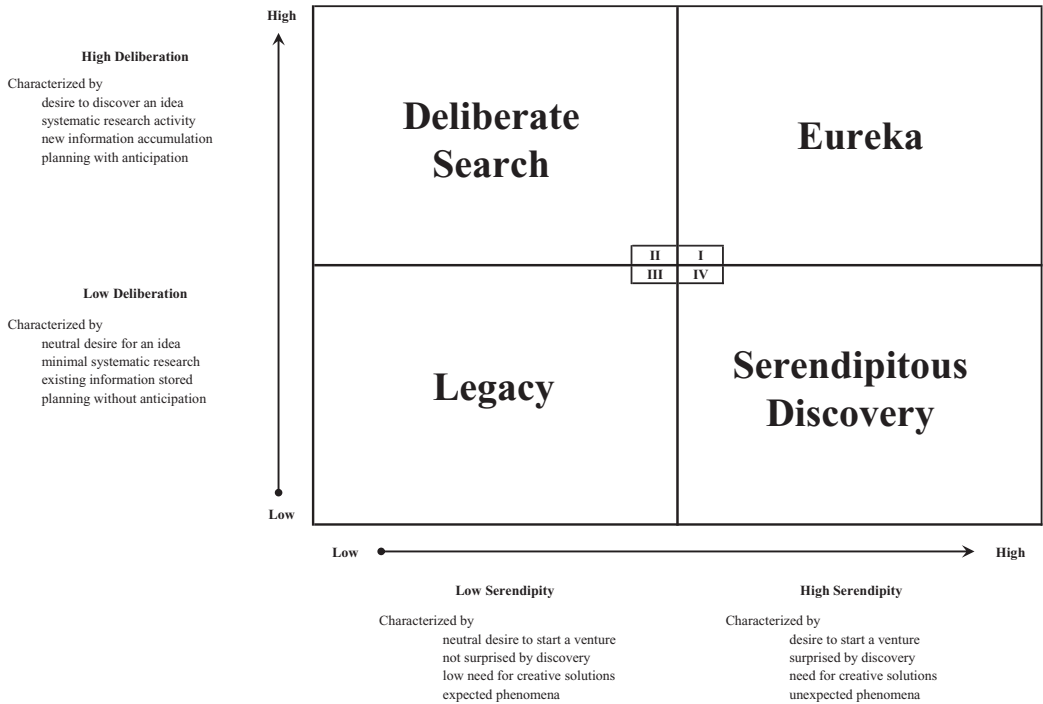 High
High Deliberation
Characterized by
desire to discover an idea
systematic research activity
new information accumulation
planning with anticipation
Deliberate
Search
Eureka
II
I
III
IV
Low Deliberation
Characterized by
neutral desire for an idea
minimal systematic research
existing information stored
planning without anticipation
Legacy
Serendipitous
Discovery
Low
Low
High
Low Serendipity
Characterized by
neutral desire to start a venture
not surprised by discovery
low need for creative solutions
expected phenomena
High Serendipity
Characterized by
desire to start a venture
surprised by discovery
need for creative solutions
unexpected phenomena